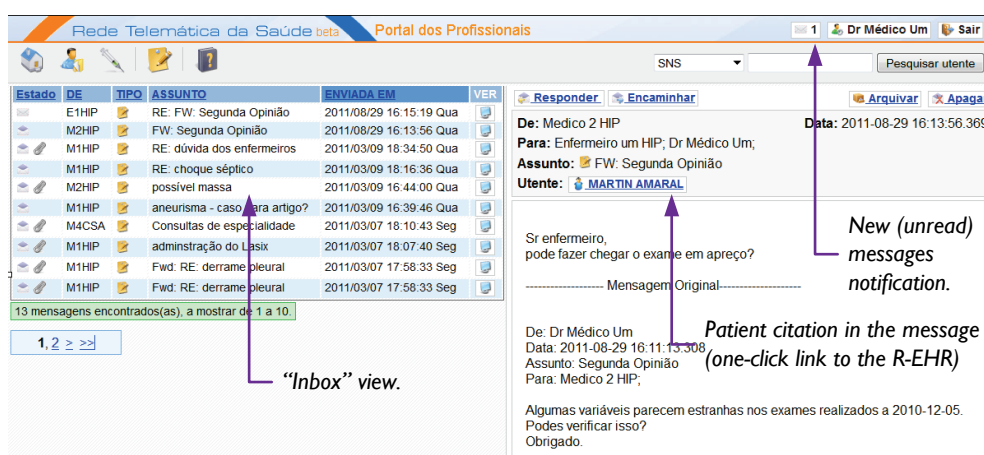 Rede Telemática da Saúde beta Portal dos Profissionais
1 Dr Médico Um Sair
SNS Pesquisar utente
Estado DE TIPO ASSUNTO ENVIADA EM VER
E1HIP RE: FW: Segunda Opinião 2011/08/29 16:15:19 Qua
M2HIP FW: Segunda Opinião 2011/08/29 16:13:56 Qua
M1HIP RE: dúvida dos enfermeiros 2011/03/09 18:34:50 Qua
M1HIP RE: choque séptico 2011/03/09 18:16:36 Qua
M2HIP possível massa 2011/03/09 16:44:00 Qua
M1HIP aneurisma - caso para artigo? 2011/03/09 16:39:46 Qua
M4CSA Consultas de especialidade 2011/03/07 18:10:43 Seg
M1HIP adminstração do Lasix 2011/03/07 18:07:40 Seg
M1HIP Fwd: RE: derrame pleural 2011/03/07 17:58:33 Seg
M1HIP Fwd: RE: derrame pleural 2011/03/07 17:58:33 Seg
13 mensagens encontrados(as), a mostrar de 1 a 10.
1, 2 > >>
"Inbox" view.
Responder Encaminhar Arquivar Apaga
De: Medico 2 HIP Data: 2011-08-29 16:13:56.369
Para: Enfermeiro um HIP; Dr Médico Um;
Assunto: FW: Segunda Opinião
Utente: MARTIN AMARAL
New (unread)
messages
notification.
Sr enfermeiro,
pode fazer chegar o exame em apreço?
------------------- Mensagem Original--------------------
Patient citation in the message
(one-click link to the R-EHR)
De: Dr Médico Um
Data: 2011-08-29 16:11:13.308
Assunto: Segunda Opinião
Para: Medico 2 HIP;
Algumas variáveis parecem estranhas nos exames realizados a 2010-12-05.
Podes verificar isso?
Obrigado.